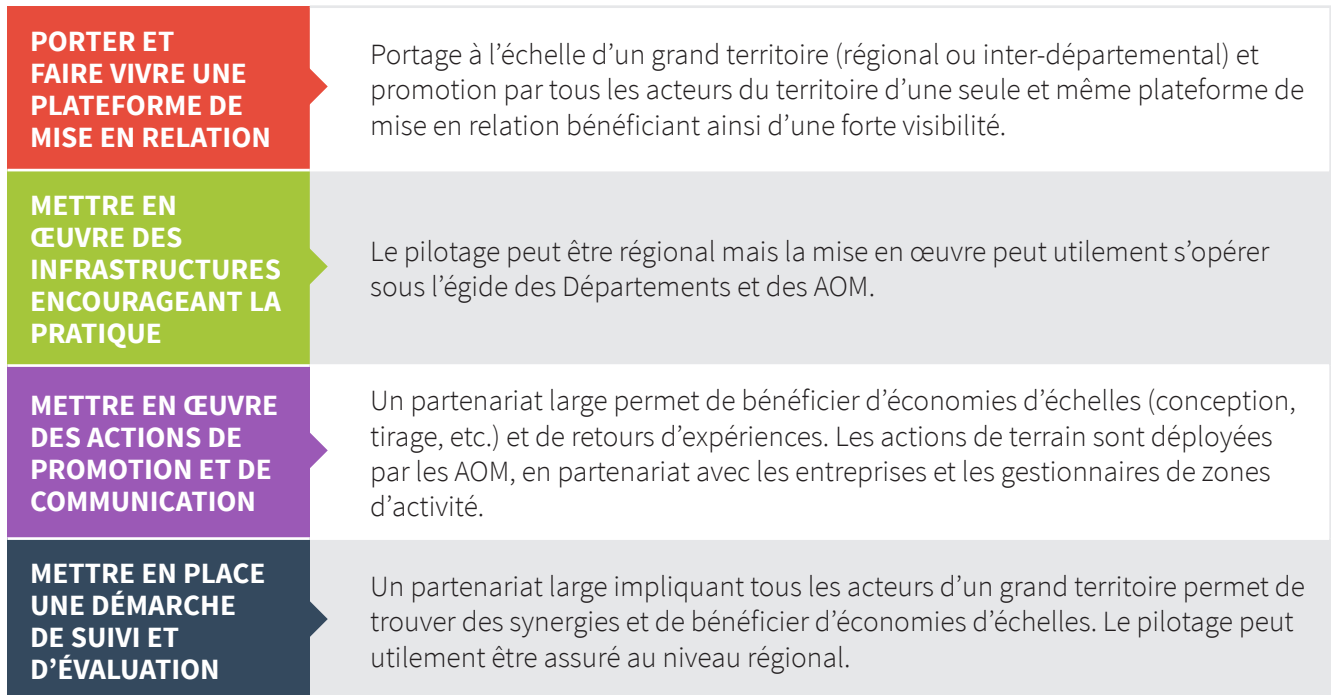 PORTER ET
FAIRE VIVRE UNE
PLATEFORME DE
MISE EN RELATION
Portage à l’échelle d’un grand territoire (régional ou inter-départemental) et
promotion par tous les acteurs du territoire d’une seule et même plateforme de
mise en relation bénéficiant ainsi d’une forte visibilité.
METTRE EN
ŒUVRE DES
INFRASTRUCTURES
ENCOURAGEANT LA
PRATIQUE
Le pilotage peut être régional mais la mise en œuvre peut utilement s’opérer
sous l’égide des Départements et des AOM.
METTRE EN ŒUVRE
DES ACTIONS DE
PROMOTION ET DE
COMMUNICATION
Un partenariat large permet de bénéficier d’économies d’échelles (conception,
tirage, etc.) et de retours d’expériences. Les actions de terrain sont déployées
par les AOM, en partenariat avec les entreprises et les gestionnaires de zones
d’activité.
METTRE EN PLACE
UNE DÉMARCHE
DE SUIVI ET
D’ÉVALUATION
Un partenariat large impliquant tous les acteurs d’un grand territoire permet de
trouver des synergies et de bénéficier d’économies d’échelles. Le pilotage peut
utilement être assuré au niveau régional.